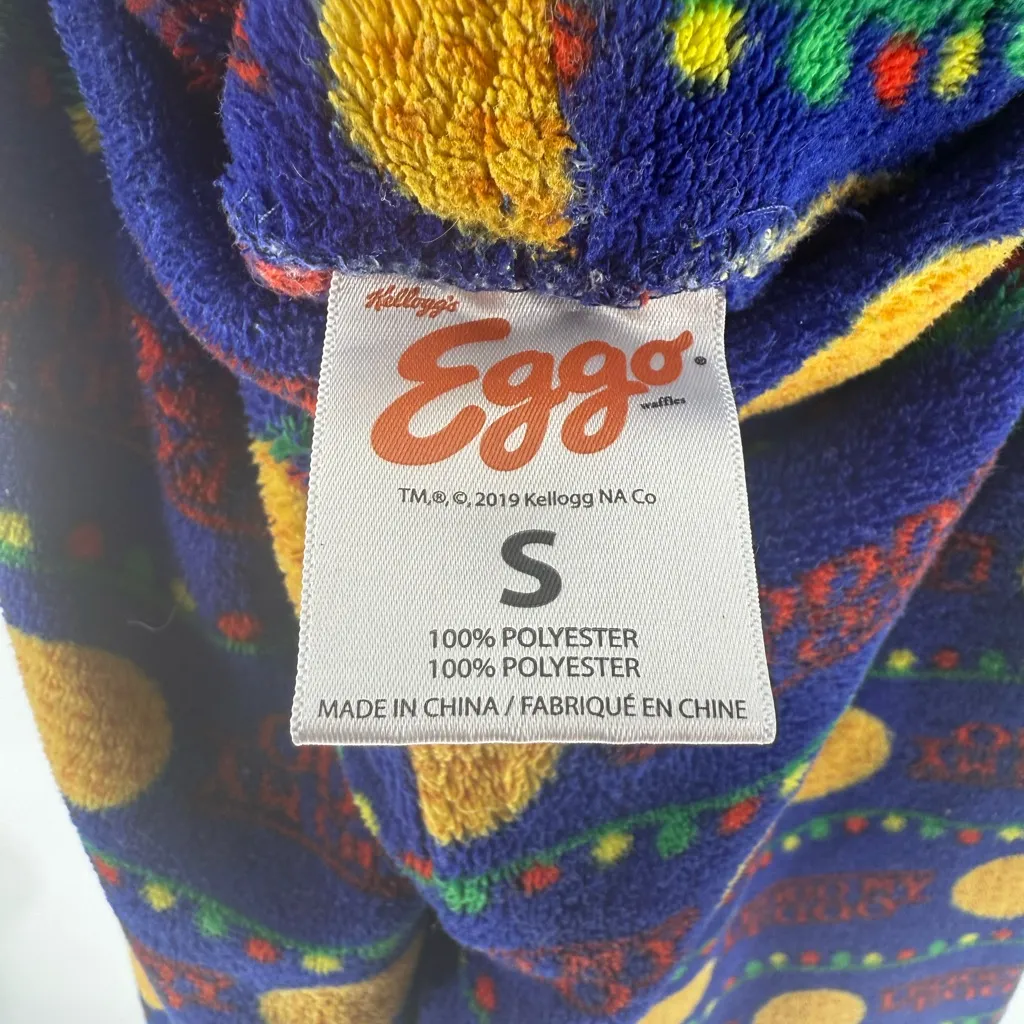 Kellogg's
Eggo®
waffles
TM,®,©, 2019 Kellogg NA Co
S
100% POLYESTER
100% POLYESTER
MADE IN CHINA / FABRIQUÉ EN CHINE